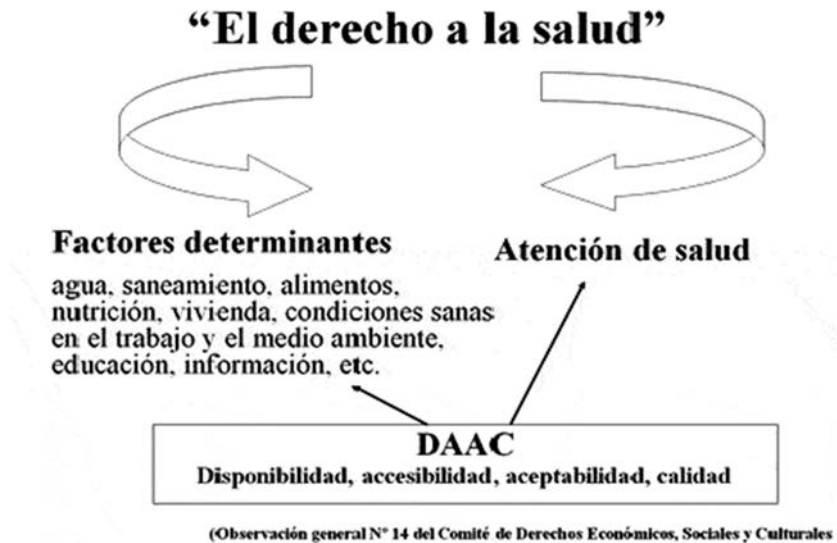 “El derecho a la salud”
Factores determinantes
agua, saneamiento, alimentos,
nutrición, vivienda, condiciones sanas
en el trabajo y el medio ambiente,
educación, información, etc.
Atención de salud
DAAC
Disponibilidad, accesibilidad, aceptabilidad, calidad
(Observación general Nº 14 del Comité de Derechos Económicos, Sociales y Culturales